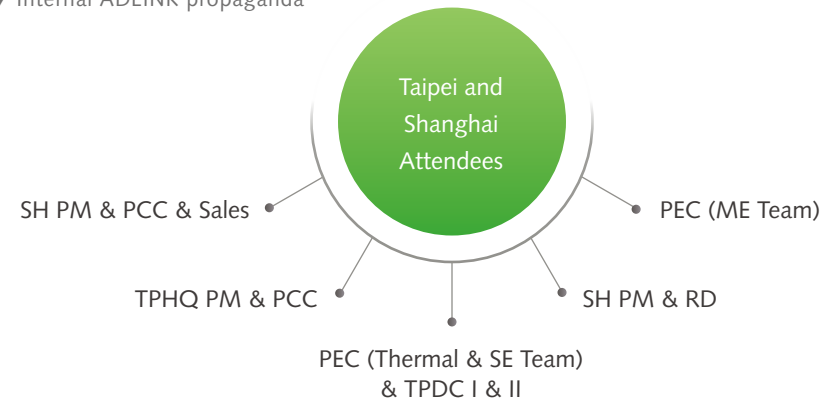 Internal ADLINK propaganda
Taipei and
Shanghai
Attendees
SH PM & PCC & Sales
PEC (ME Team)
TPHQ PM & PCC
SH PM & RD
PEC (Thermal & SE Team)
& TPDC I & II